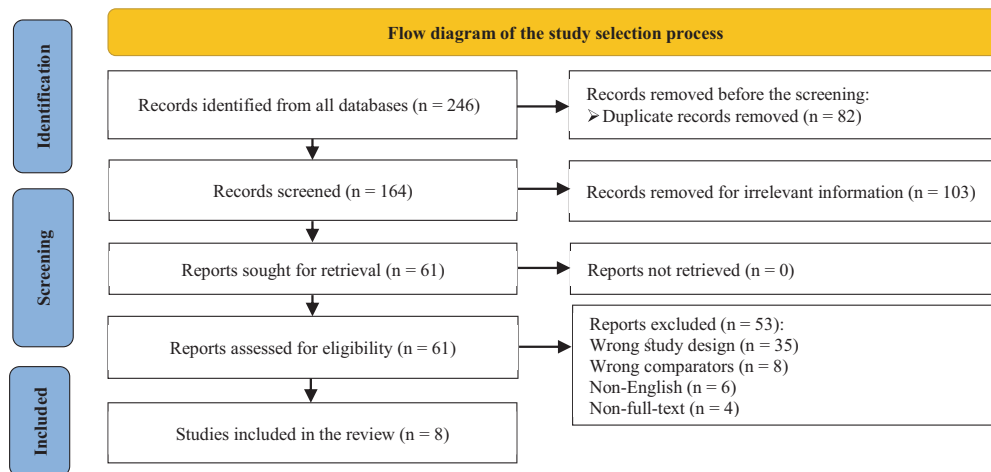 Flow diagram of the study selection process
Identification
Records identified from all databases (n = 246)
Records removed before the screening:
➢ Duplicate records removed (n = 82)
Screening
Records screened (n = 164)
Records removed for irrelevant information (n = 103)
Reports sought for retrieval (n = 61)
Reports not retrieved (n = 0)
Reports assessed for eligibility (n = 61)
Reports excluded (n = 53):
Wrong study design (n = 35)
Wrong comparators (n = 8)
Non-English (n = 6)
Non-full-text (n = 4)
Included
Studies included in the review (n = 8)